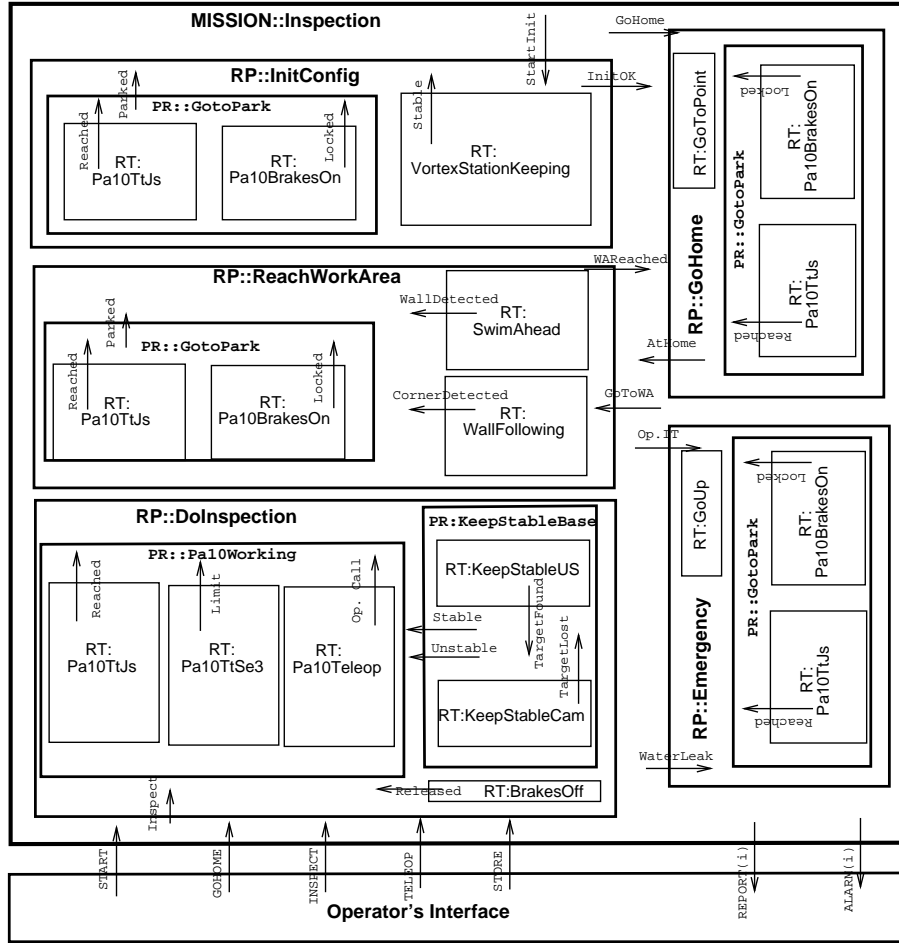 MISSION::Inspection
StartInit
GoHome
RP::InitConfig
Parked
PR::GotoPark
Reached
RT:
Pa10TtJs
Locked
RT:
Pa10BrakesOn
Stable
RT:
VortexStationKeeping
InitOK
RP::GoHome
RT:GoToPoint
PR::GotoPark
Locked
RT:
Pa10BrakesOn
RT:
Pa10TtJs
Reached
RP::ReachWorkArea
WAReached
Parked
PR::GotoPark
Reached
RT:
Pa10TtJs
Locked
RT:
Pa10BrakesOn
WallDetected
RT:
SwimAhead
CornerDetected
RT:
WallFollowing
AtHome
GoToWA
Op.IT
RP::Emergency
RT:GoUp
PR::GotoPark
Locked
RT:
Pa10BrakesOn
RT:
Pa10TtJs
Reached
WaterLeak
RP::DoInspection
PR::Pa10Working
Reached
RT:
Pa10TtJs
Limit
RT:
Pa10TtSe3
Op. Call
RT:
Pa10Teleop
PR:KeepStableBase
RT:KeepStableUS
Stable
Unstable
TargetFound
TargetLost
RT:KeepStableCam
Released
RT:BrakesOff
Inspect
START
GOHOME
INSPECT
TELEOP
STORE
REPORT(i)
ALARM(i)
Operator's Interface